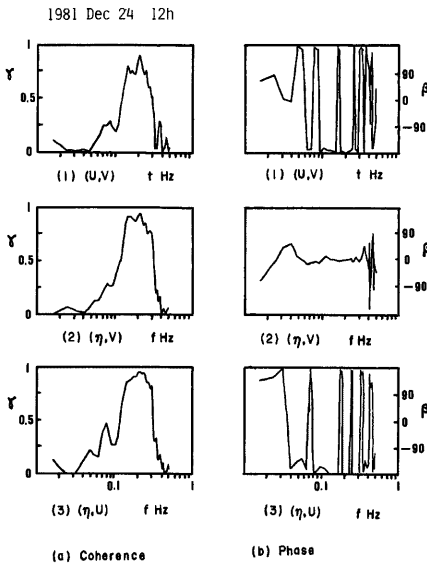 1981 Dec 24 12h
1
γ
0.5
0
(1) (U,V) t Hz
90
0
-90
β
(1) (U,V) t Hz
1
γ
0.5
0
(2) (η,V) f Hz
90
0
-90
β
(2) (η,V) f Hz
1
γ
0.5
0
0.1 1
(3) (η,U) f Hz
90
0
-90
β
0.1 1
(3) (η,U) f Hz
(a) Coherence
(b) Phase